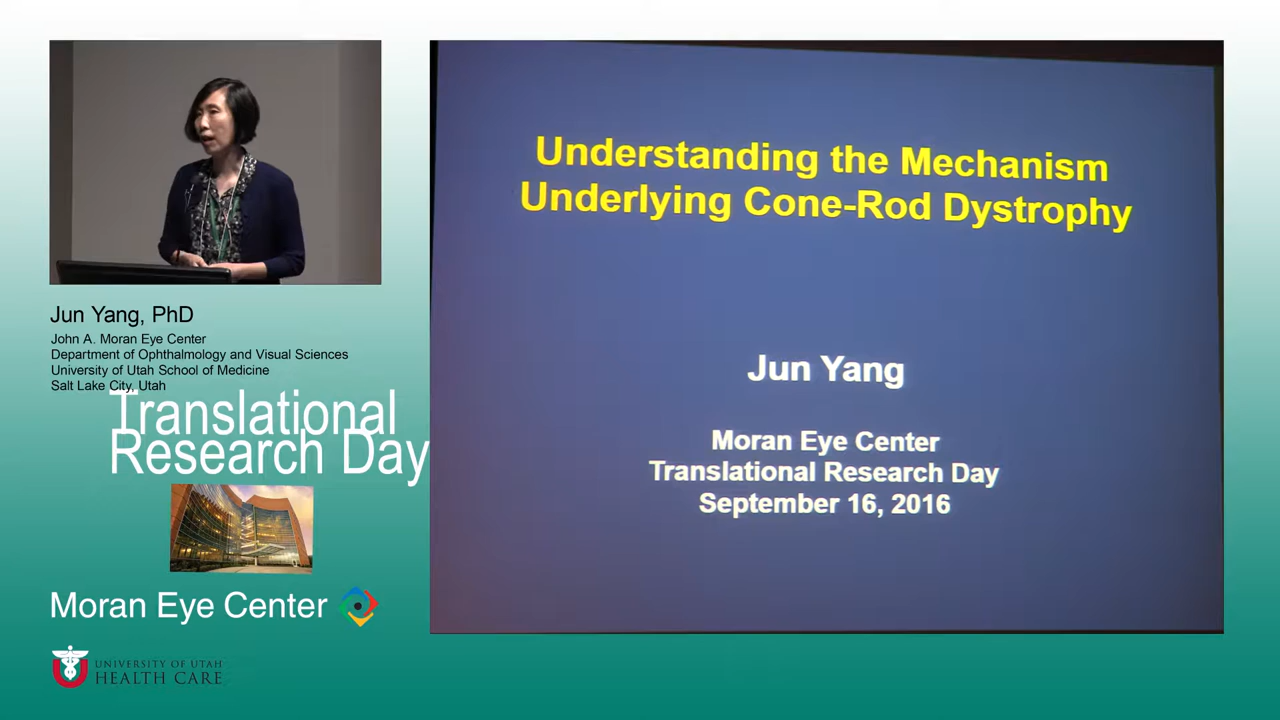 Jun Yang, PhD
John A. Moran Eye Center
Department of Ophthalmology and Visual Sciences
University of Utah School of Medicine
Salt Lake City, Utah
Translational
Research Day
Moran Eye Center
UNIVERSITY OF UTAH
HEALTH CARE
Understanding the Mechanism
Underlying Cone-Rod Dystrophy
Jun Yang
Moran Eye Center
Translational Research Day
September 16, 2016